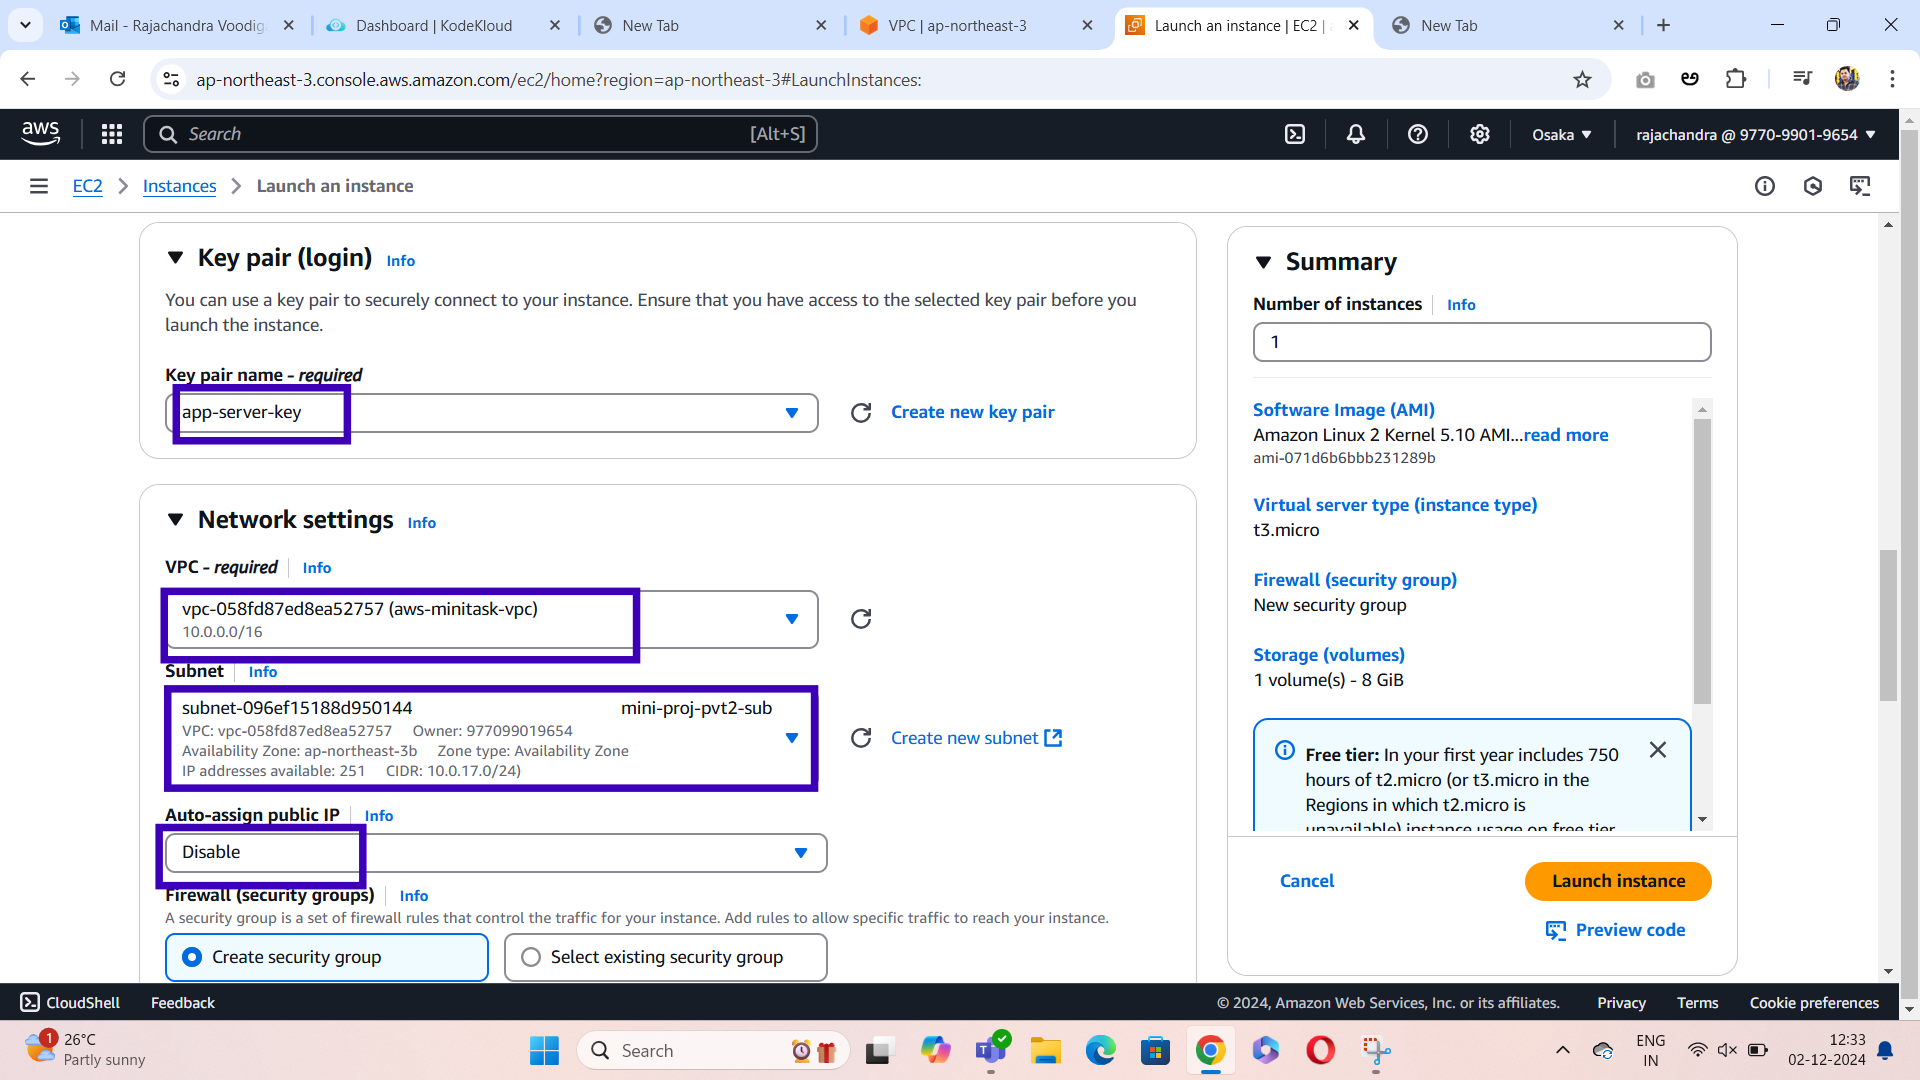 Mail - Rajachandra Voodig
Dashboard | KodeKloud
New Tab
VPC | ap-northeast-3
Launch an instance | EC2 |
New Tab
ap-northeast-3.console.aws.amazon.com/ec2/home?region=ap-northeast-3#LaunchInstances:
aws
Search
[Alt+S]
Osaka
rajachandra @ 9770-9901-9654
EC2
Instances
Launch an instance
Key pair (login) Info
You can use a key pair to securely connect to your instance. Ensure that you have access to the selected key pair before you
launch the instance.
Key pair name - required
app-server-key
Create new key pair
Network settings Info
VPC - required Info
vpc-058fd87ed8ea52757 (aws-minitask-vpc)
10.0.0.0/16
Subnet Info
subnet-096ef15188d950144 mini-proj-pvt2-sub
VPC: vpc-058fd87ed8ea52757 Owner: 977099019654
Availability Zone: ap-northeast-3b Zone type: Availability Zone
IP addresses available: 251 CIDR: 10.0.17.0/24)
Create new subnet
Auto-assign public IP Info
Disable
Firewall (security groups) Info
A security group is a set of firewall rules that control the traffic for your instance. Add rules to allow specific traffic to reach your instance.
Create security group
Select existing security group
Summary
Number of instances Info
1
Software Image (AMI)
Amazon Linux 2 Kernel 5.10 AMI...read more
ami-071d6b6bbb231289b
Virtual server type (instance type)
t3.micro
Firewall (security group)
New security group
Storage (volumes)
1 volume(s) - 8 GiB
Free tier: In your first year includes 750
hours of t2.micro (or t3.micro in the
Regions in which t2.micro is
unavailable) instance usage on free tier
Cancel
Launch instance
Preview code
CloudShell
Feedback
© 2024, Amazon Web Services, Inc. or its affiliates.
Privacy
Terms
Cookie preferences
1
26°C
Partly sunny
Search
ENG
IN
12:33
02-12-2024